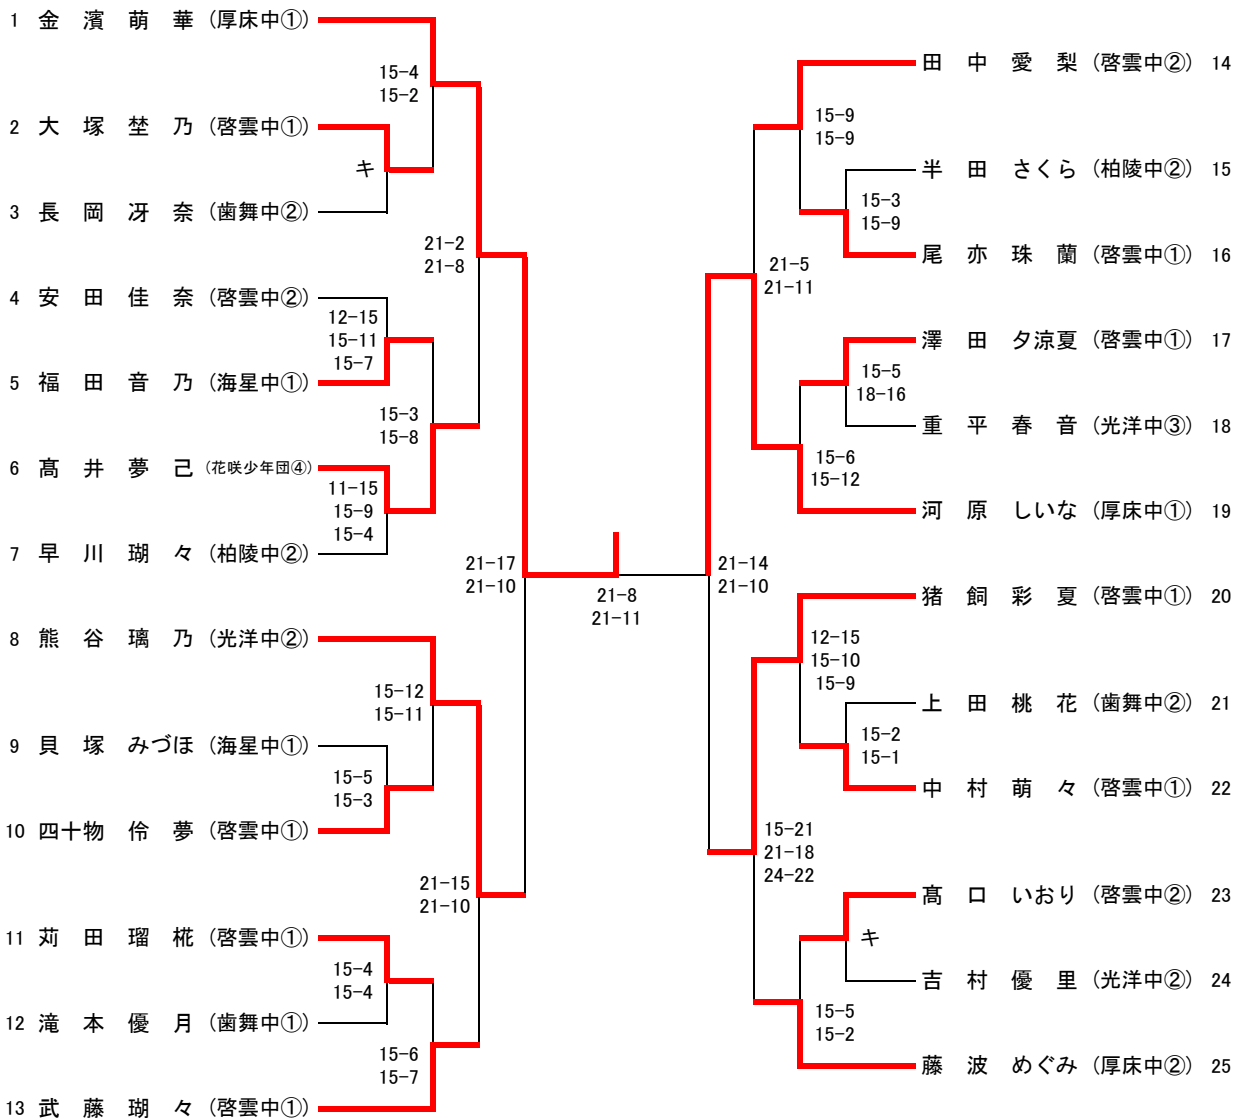 1 金 濱 萌 華 (厚床中①)
15-4
15-2
2 大 塚 埜 乃 (啓雲中①)
キ
3 長 岡 冴 奈 (歯舞中②)
21-2
21-8
4 安 田 佳 奈 (啓雲中②)
12-15
15-11
15-7
5 福 田 音 乃 (海星中①)
15-3
15-8
6 髙 井 夢 己 (花咲少年団④)
11-15
15-9
15-4
7 早 川 瑚 々 (柏陵中②)
21-17
21-10
8 熊 谷 璃 乃 (光洋中②)
15-12
15-11
9 貝 塚 みづほ (海星中①)
15-5
15-3
10 四十物 伶 夢 (啓雲中①)
21-15
21-10
11 苅 田 瑠 椛 (啓雲中①)
15-4
15-4
12 滝 本 優 月 (歯舞中①)
15-6
15-7
13 武 藤 瑚 々 (啓雲中①)
21-8
21-11
田 中 愛 梨 (啓雲中②) 14
15-9
15-9
半 田 さくら (柏陵中②) 15
15-3
15-9
尾 亦 珠 蘭 (啓雲中①) 16
21-5
21-11
澤 田 夕涼夏 (啓雲中①) 17
15-5
18-16
重 平 春 音 (光洋中③) 18
15-6
15-12
河 原 しいな (厚床中①) 19
21-14
21-10
猪 飼 彩 夏 (啓雲中①) 20
12-15
15-10
15-9
上 田 桃 花 (歯舞中②) 21
15-2
15-1
中 村 萌 々 (啓雲中①) 22
15-21
21-18
24-22
髙 口 いおり (啓雲中②) 23
キ
吉 村 優 里 (光洋中②) 24
15-5
15-2
藤 波 めぐみ (厚床中②) 25